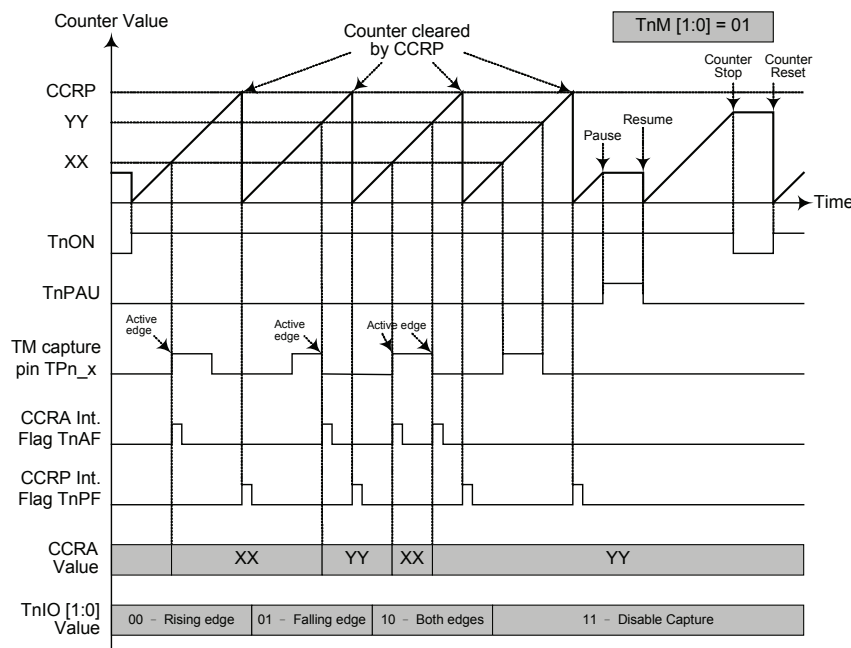 Counter Value
Counter cleared
by CCRP
TnM [1:0] = 01
Counter
Stop
Counter
Reset
CCRP
YY
Pause
Resume
XX
Time
TnON
TnPAU
Active
edge
Active
edge
Active edge
TM capture
pin TPn_x
CCRA Int.
Flag TnAF
CCRP Int.
Flag TnPF
CCRA
Value
XX
YY
XX
YY
TnIO [1:0]
Value
00 - Rising edge
01 - Falling edge
10 - Both edges
11 - Disable Capture